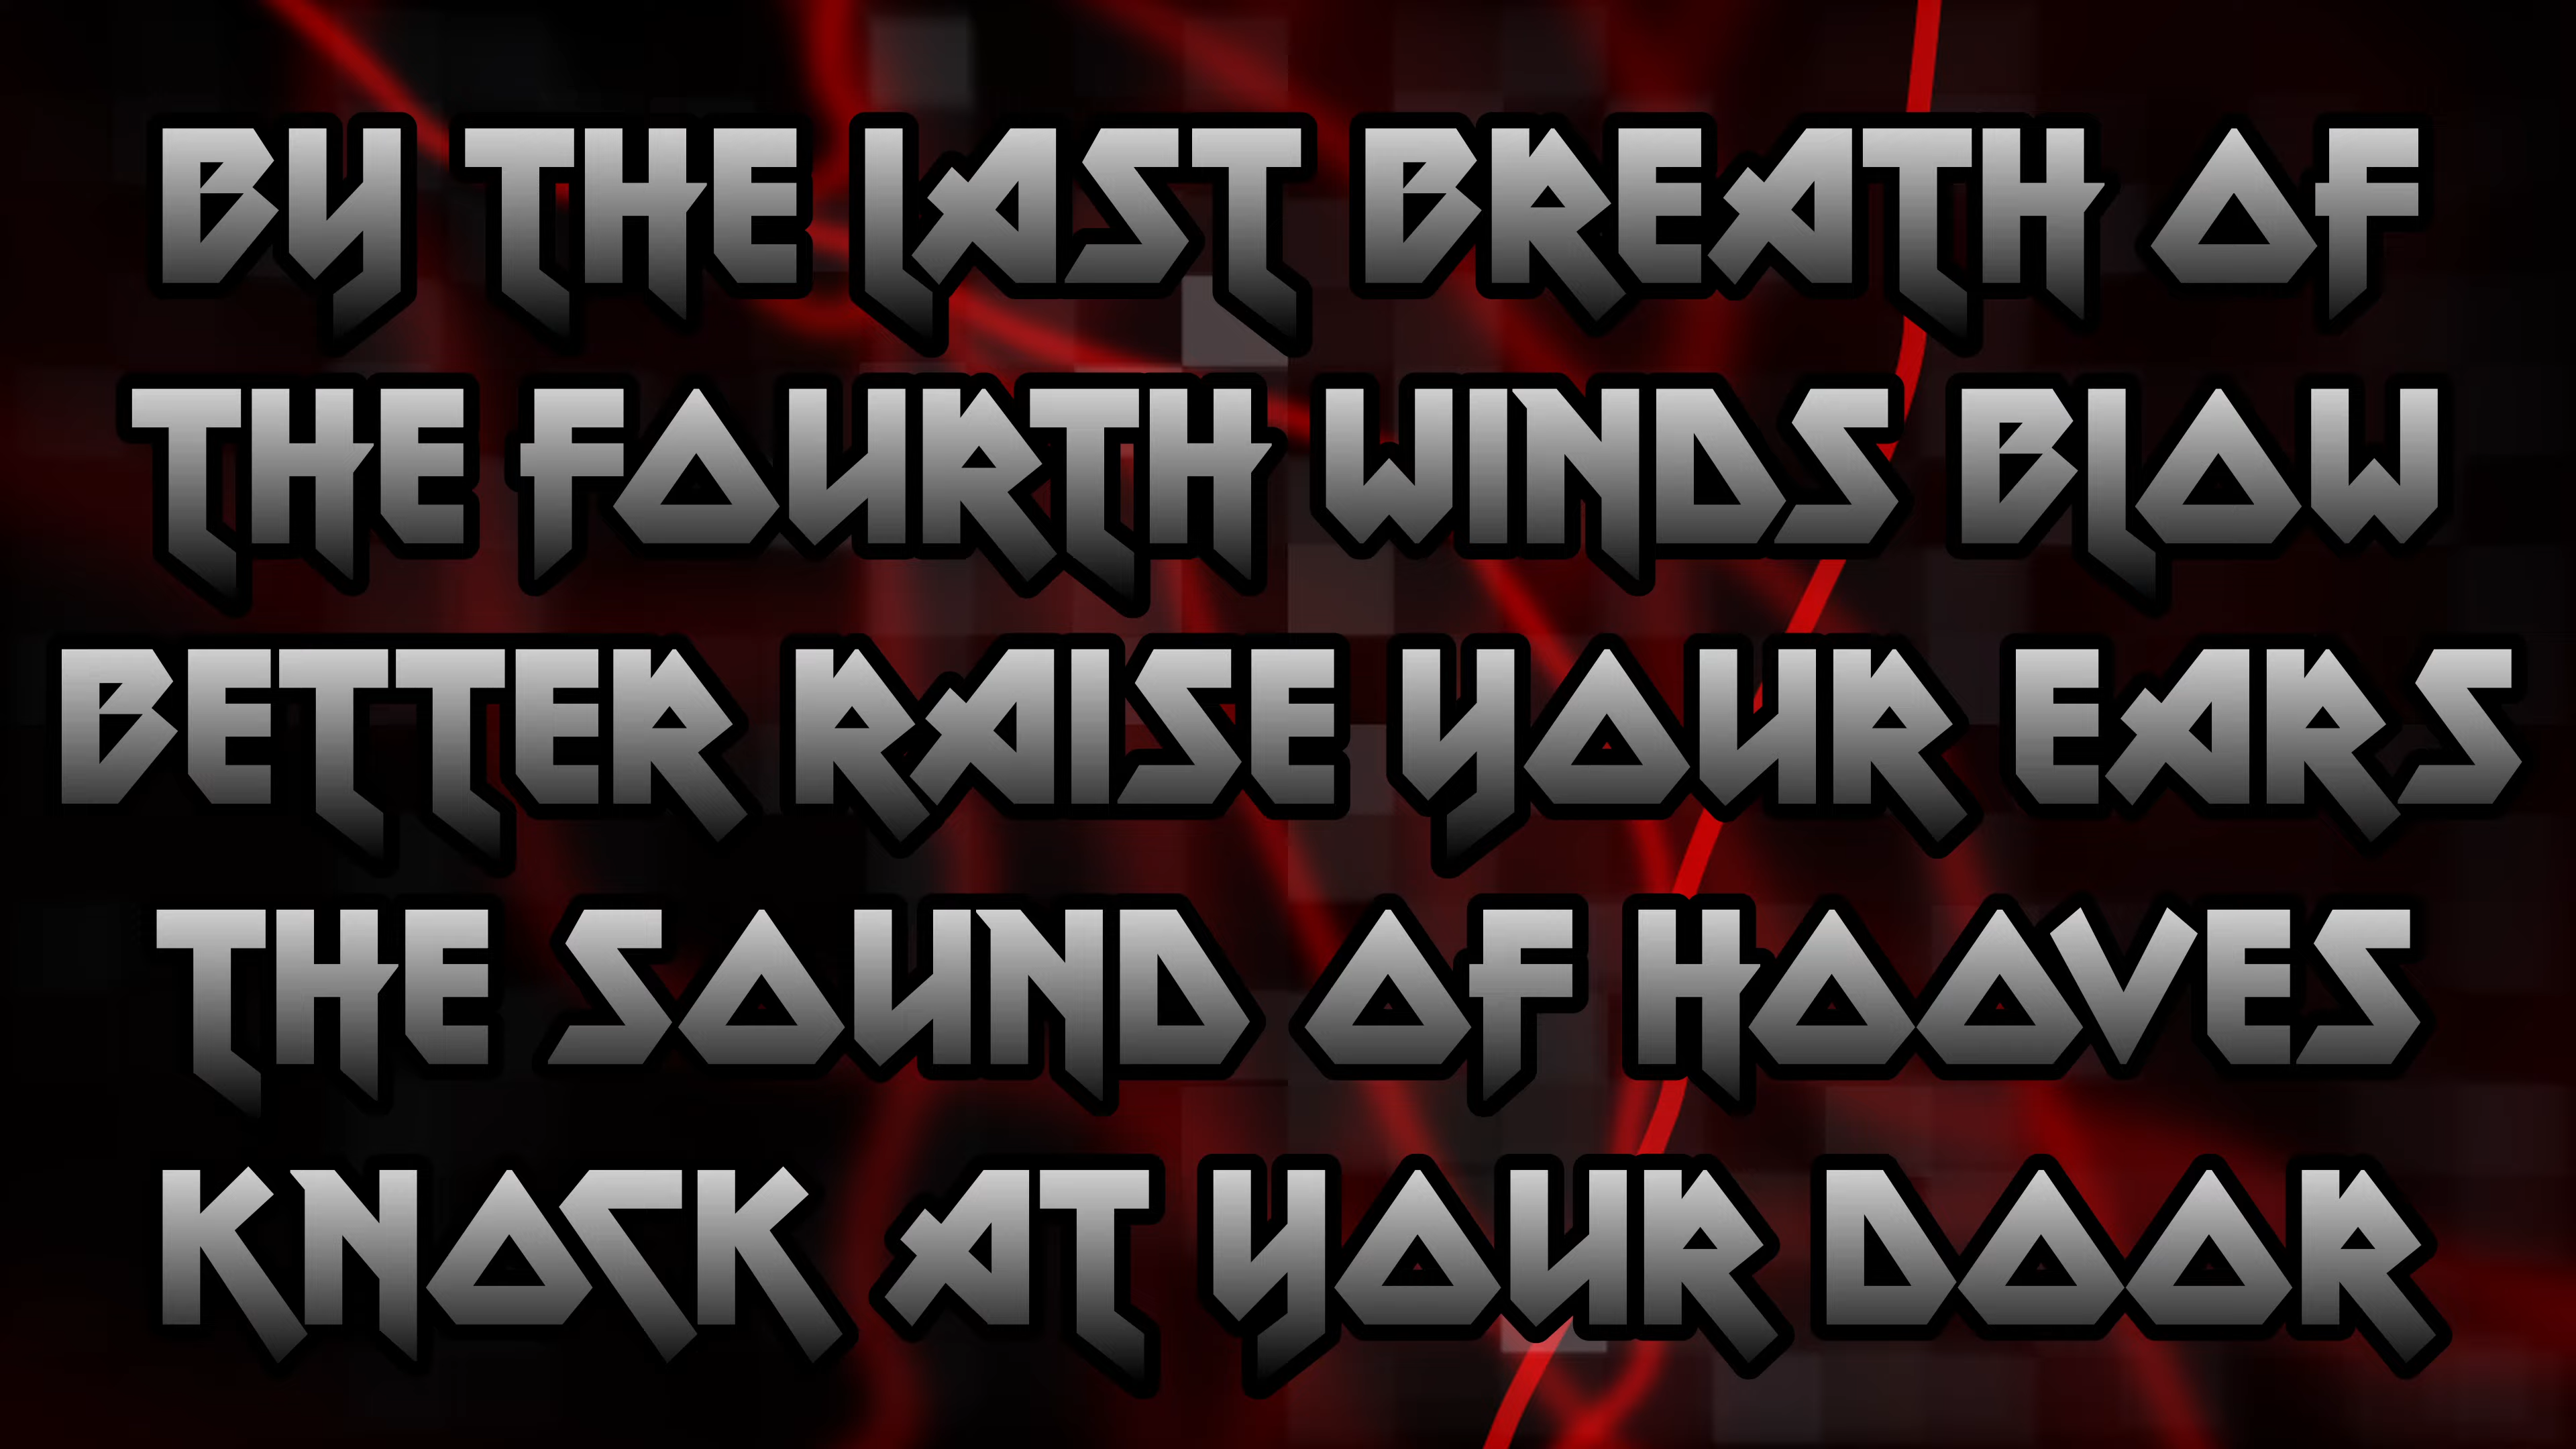 BY THE LAST BREATH OF
THE FOURTH WINDS BLOW
BETTER RAISE YOUR EARS
THE SOUND OF HOOVES
KNOCK AT YOUR DOOR